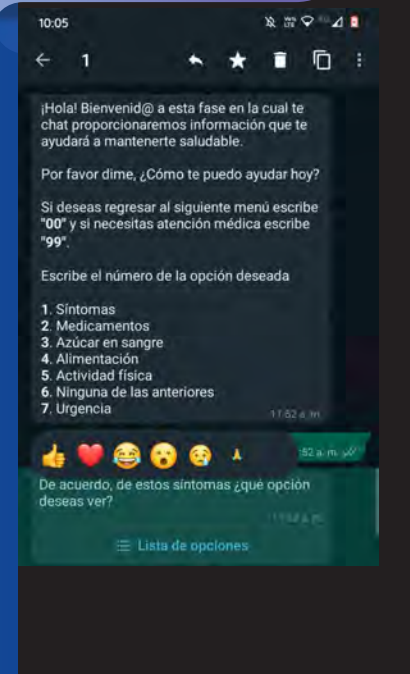 10:05
1
¡Hola! Bienvenid@ a esta fase en la cual te
chat proporcionaremos información que te
ayudará a mantenerte saludable.
Por favor dime, ¿Cómo te puedo ayudar hoy?
Si deseas regresar al siguiente menú escribe
"00" y si necesitas atención médica escribe
"99".
Escribe el número de la opción deseada
1. Síntomas
2. Medicamentos
3. Azúcar en sangre
4. Alimentación
5. Actividad física
6. Ninguna de las anteriores
7. Urgencia
11:52 a. m.
:52 a. m.
De acuerdo, de estos síntomas ¿qué opción
deseas ver?
Lista de opciones